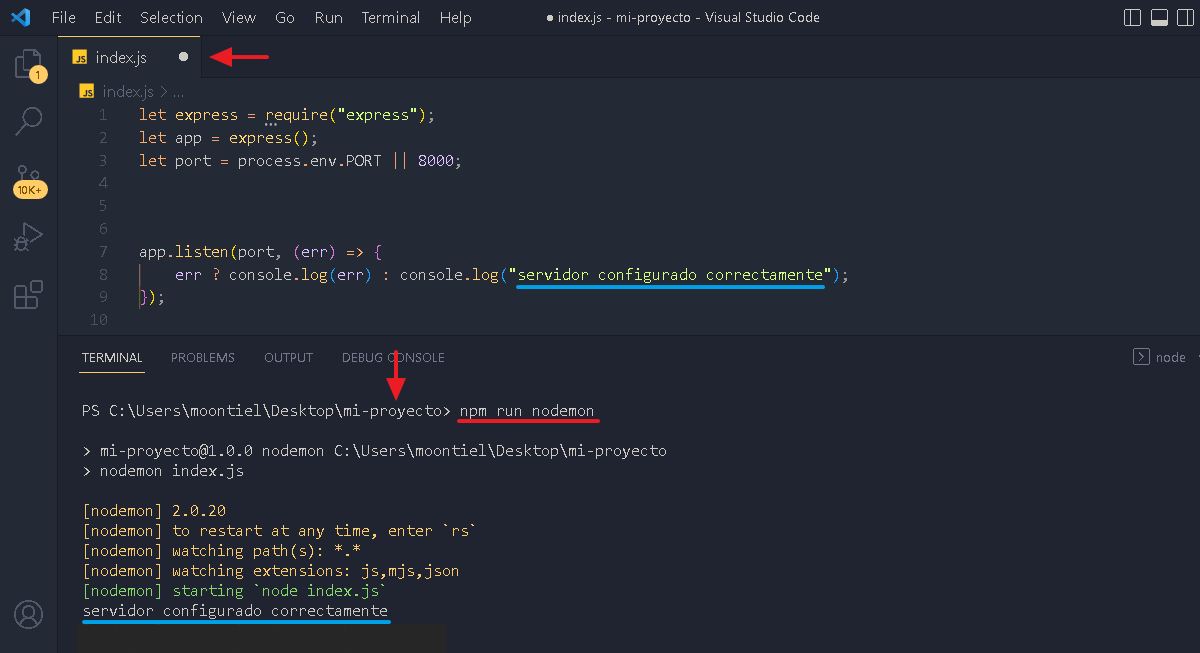 File Edit Selection View Go Run Terminal Help ● index.js - mi-proyecto - Visual Studio Code
JS index.js ●
JS index.js > ...
1
10K+
1 let express = require("express");
2 let app = express();
3 let port = process.env.PORT || 8000;
4
5
6
7 app.listen(port, (err) => {
8 err ? console.log(err) : console.log("servidor configurado correctamente");
9 });
10
TERMINAL PROBLEMS OUTPUT DEBUG CONSOLE node
PS C:\Users\moontiel\Desktop\mi-proyecto> npm run nodemon
> mi-proyecto@1.0.0 nodemon C:\Users\moontiel\Desktop\mi-proyecto
> nodemon index.js
[nodemon] 2.0.20
[nodemon] to restart at any time, enter `rs`
[nodemon] watching path(s): *.*
[nodemon] watching extensions: js,mjs,json
[nodemon] starting `node index.js`
servidor configurado correctamente